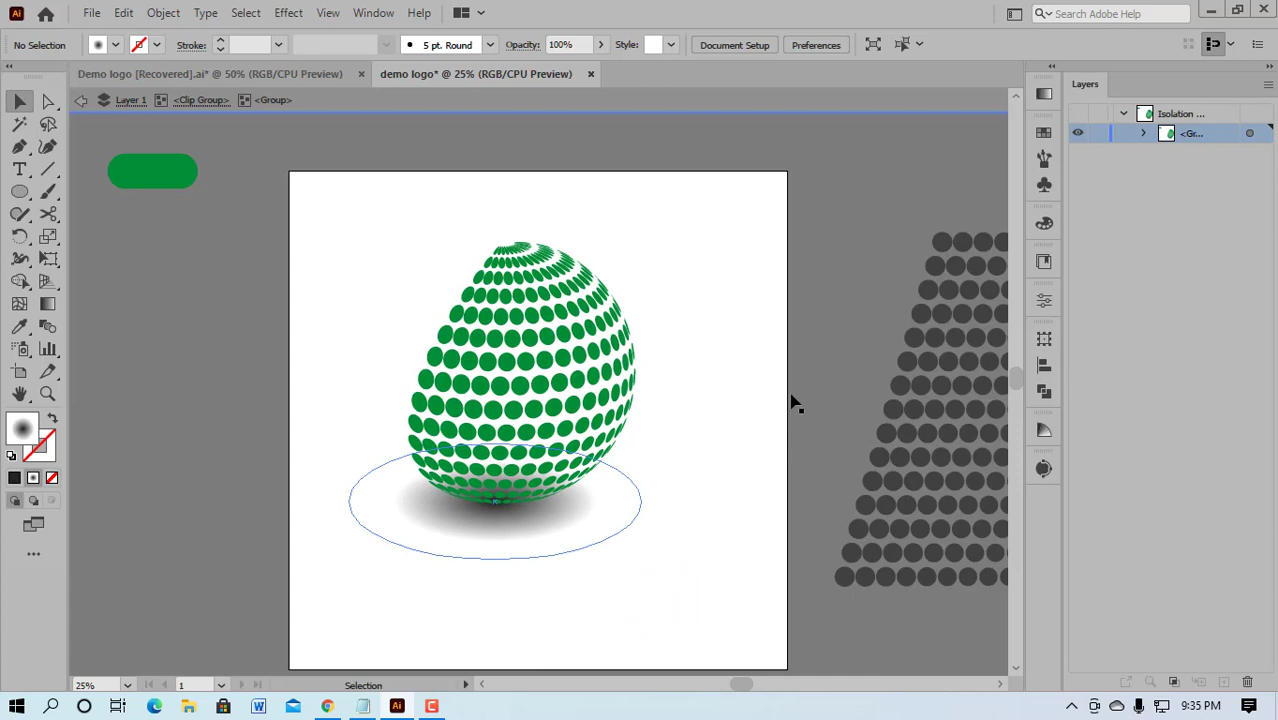 Ai File Edit Object Type Select Effect View Window Help Search Adobe Help
No Selection Stroke: 5 pt. Round Opacity: 100% Style: Document Setup Preferences
Demo logo [Recovered].ai* @ 50% (RGB/CPU Preview) × demo logo* @ 25% (RGB/CPU Preview) × Layers
Layer 1 <Clip Group> <Group>
Isolation ...
<Gr...
25% 1 Selection
W Ai C 9:35 PM